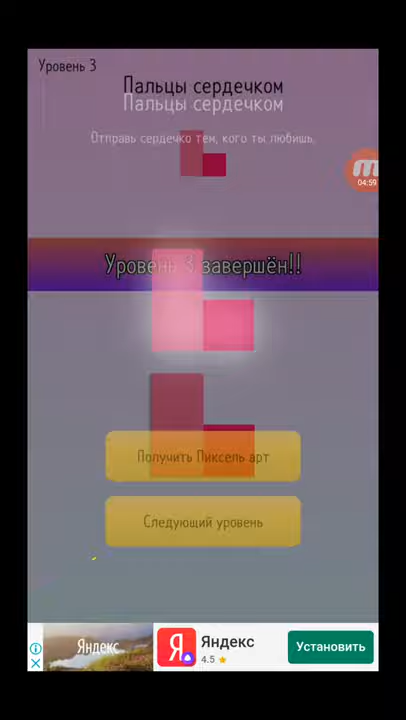 Уровень 3
Пальцы сердечком
Пальцы сердечком
Отправь сердечко тем, кого ты любишь.
04:59
Уровень 3 завершён!!
Получить Пиксель арт
Следующий уровень
Яндекс
Я
Яндекс
4.5
Установить